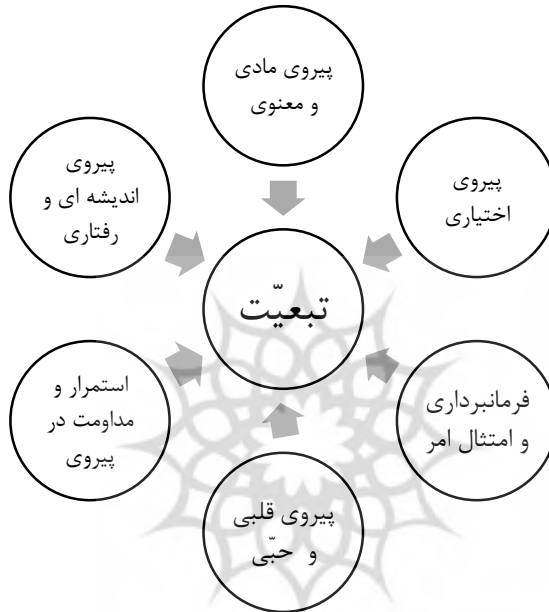 پیروی مادی
و معنوی
پیروی
اختیاری
پیروی
اندیشه ای و
رفتاری
تبعیّت
فرمانبرداری
و امتثال امر
استمرار و
مداومت در
پیروی
پیروی قلبی
و حبّی